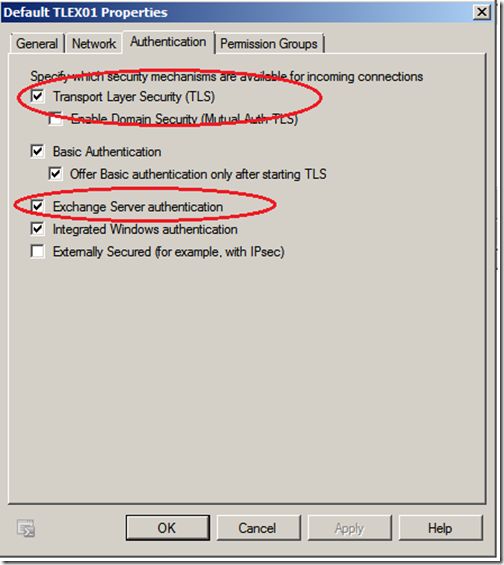 Default TLEX01 Properties
General Network Authentication Permission Groups
Specify which security mechanisms are available for incoming connections
Transport Layer Security (TLS)
Enable Domain Security (Mutual Auth TLS)
Basic Authentication
Offer Basic authentication only after starting TLS
Exchange Server authentication
Integrated Windows authentication
Externally Secured (for example, with IPsec)
OK Cancel Apply Help